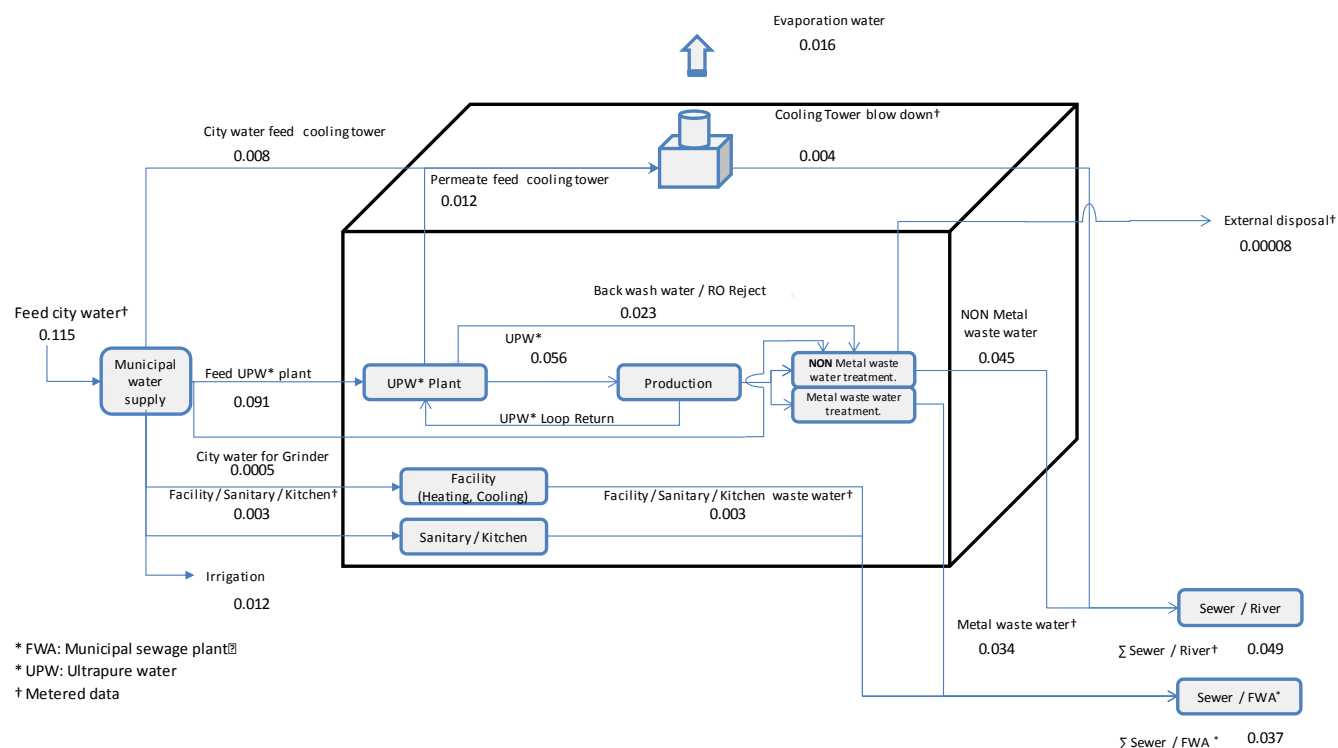 Evaporation water
0.016
City water feed cooling tower
0.008
Cooling Tower blow down†
0.004
Permeate feed cooling tower
0.012
External disposal†
0.00008
Feed city water†
0.115
Back wash water / RO Reject
0.023
NON Metal
waste water
0.045
UPW*
0.056
Municipal
water
supply
Feed UPW* plant
0.091
UPW* Plant
Production
NON Metal waste
water treatment.
Metal waste water
treatment.
UPW* Loop Return
City water for Grinder
0.0005
Facility / Sanitary / Kitchen†
0.003
Facility
(Heating, Cooling)
Facility / Sanitary / Kitchen waste water†
0.003
Sanitary / Kitchen
Irrigation
0.012
Metal waste water†
0.034
Sewer / River
∑ Sewer / River† 0.049
* FWA: Municipal sewage plant
* UPW: Ultrapure water
† Metered data
Sewer / FWA*
∑ Sewer / FWA * 0.037